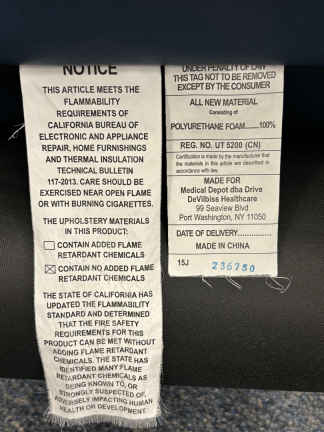 NOTICE
THIS ARTICLE MEETS THE
FLAMMABILITY
REQUIREMENTS OF
CALIFORNIA BUREAU OF
ELECTRONIC AND APPLIANCE
REPAIR, HOME FURNISHINGS
AND THERMAL INSULATION
TECHNICAL BULLETIN
117-2013. CARE SHOULD BE
EXERCISED NEAR OPEN FLAME
OR WITH BURNING CIGARETTES.
THE UPHOLSTERY MATERIALS
IN THIS PRODUCT:
CONTAIN ADDED FLAME
RETARDANT CHEMICALS
CONTAIN NO ADDED FLAME
RETARDANT CHEMICALS
THE STATE OF CALIFORNIA HAS
UPDATED THE FLAMMABILITY
STANDARD AND DETERMINED
THAT THE FIRE SAFETY
REQUIREMENTS FOR THIS
PRODUCT CAN BE MET WITHOUT
ADDING FLAME RETARDANT
CHEMICALS. THE STATE HAS
IDENTIFIED MANY FLAME
RETARDANT CHEMICALS AS
BEING KNOWN TO, OR
STRONGLY SUSPECTED OF,
ADVERSELY IMPACTING HUMAN
HEALTH OR DEVELOPMENT.
UNDER PENALTY OF LAW
THIS TAG NOT TO BE REMOVED
EXCEPT BY THE CONSUMER
ALL NEW MATERIAL
Consisting of
POLYURETHANE FOAM........100%
REG. NO. UT 5200 (CN)
Certification is made by the manufacturer that
the materials in this article are described in
accordance with law.
MADE FOR
Medical Depot dba Drive
DeVilbiss Healthcare
99 Seaview Blvd
Port Washington, NY 11050
DATE OF DELIVERY..............
MADE IN CHINA
15J
236750